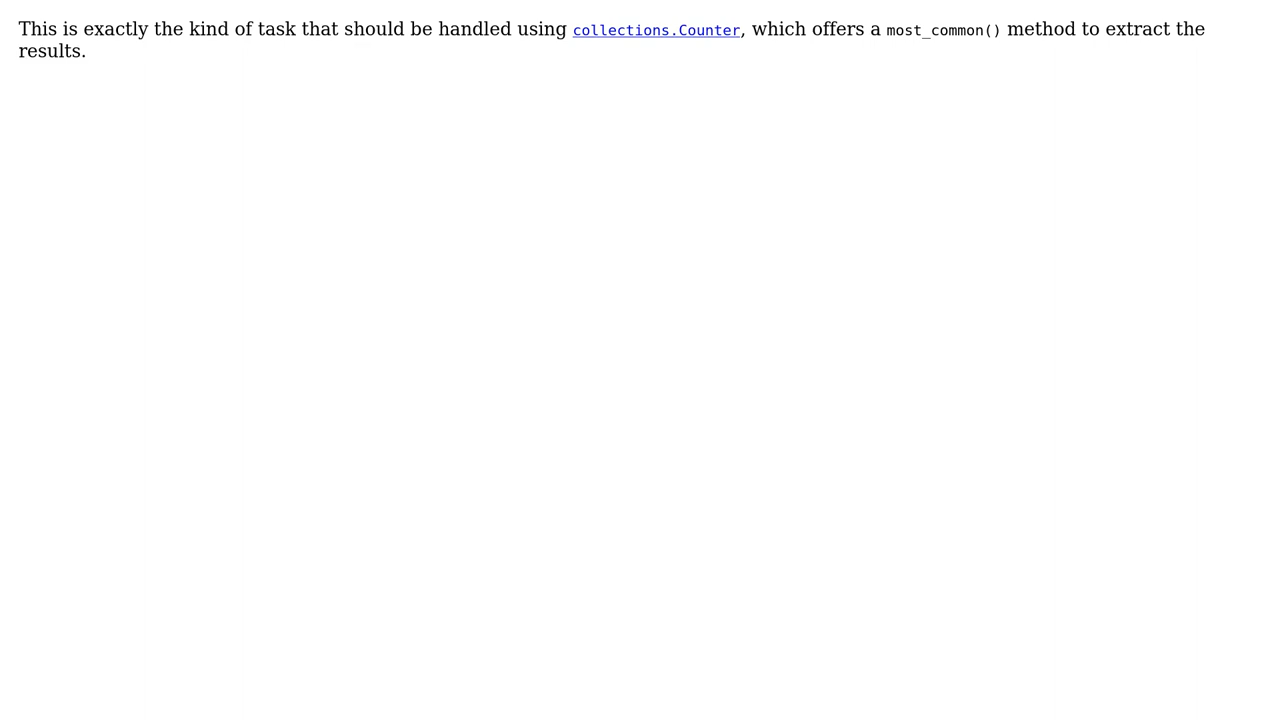 This is exactly the kind of task that should be handled using collections.Counter, which offers a most_common() method to extract the
results.